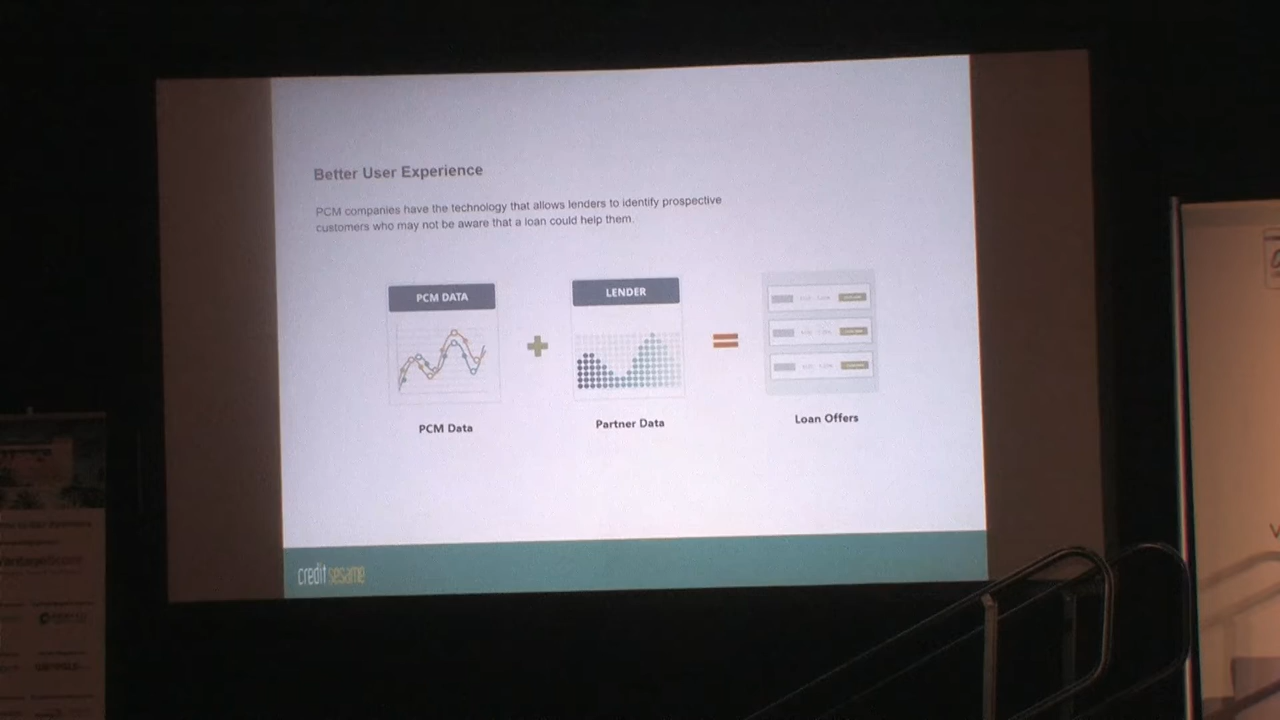 Better User Experience
PCM companies have the technology that allows lenders to identify prospective
customers who may not be aware that a loan could help them.
PCM DATA
LENDER
PCM Data
Partner Data
Loan Offers
credit sesame